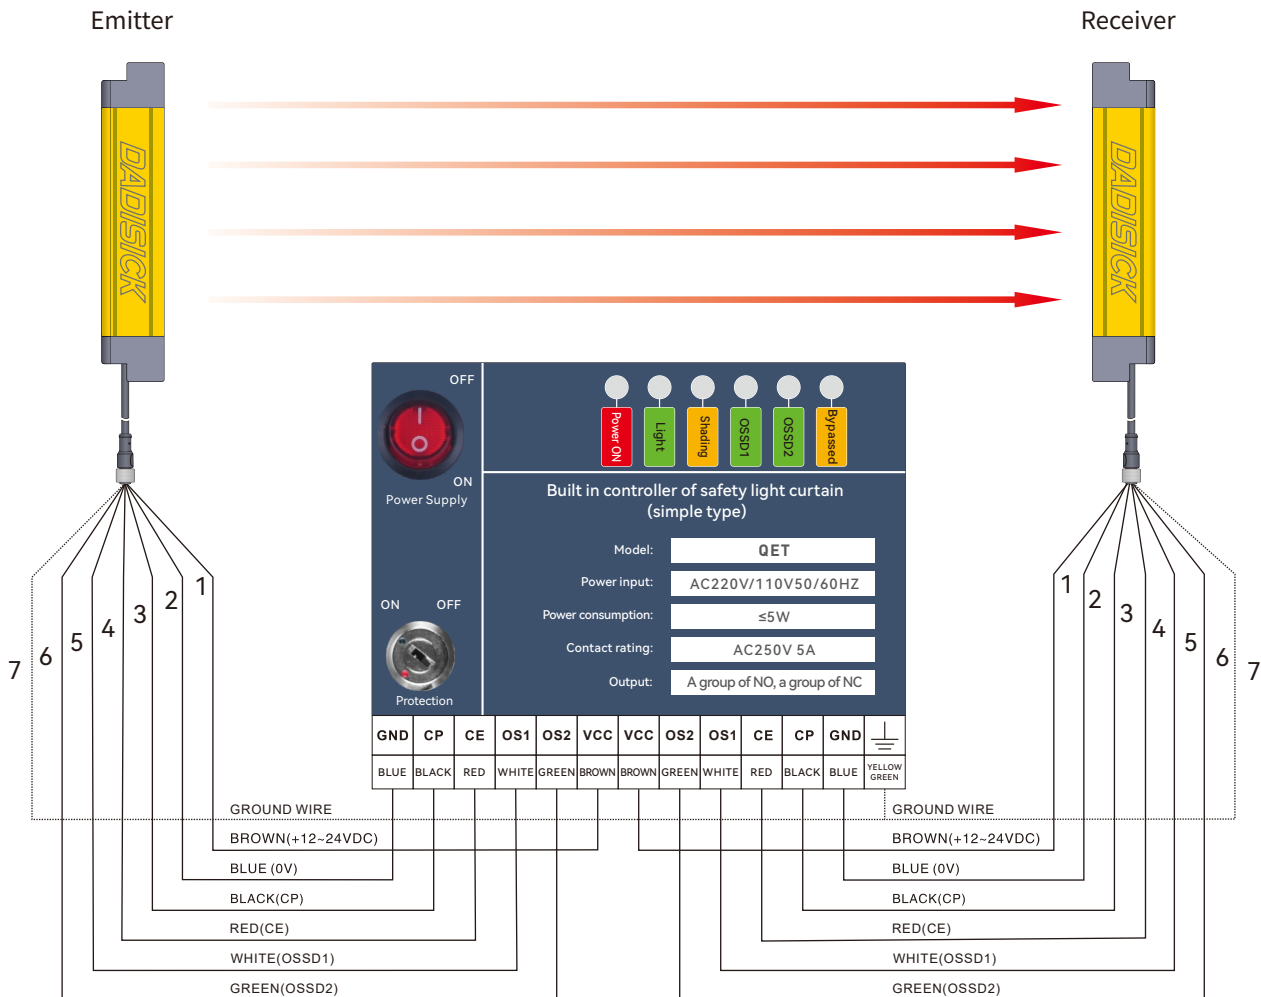 Emitter
Receiver
DADISICK
DADISICK
OFF
ON
Power Supply
Power ON
Light
Shading
OSSD1
OSSD2
Bypassed
Built in controller of safety light curtain
(simple type)
Model: QET
Power input: AC220V/110V50/60HZ
Power consumption: ≤5W
Contact rating: AC250V 5A
Output: A group of NO, a group of NC
ON OFF
Protection
1
2
3
4
5
6
7
1
2
3
4
5
6
7
GND CP CE OS1 OS2 VCC VCC OS2 OS1 CE CP GND
BLUE BLACK RED WHITE GREEN BROWN BROWN GREEN WHITE RED BLACK BLUE YELLOW GREEN
GROUND WIRE
BROWN(+12~24VDC)
BLUE (0V)
BLACK(CP)
RED(CE)
WHITE(OSSD1)
GREEN(OSSD2)
GROUND WIRE
BROWN(+12~24VDC)
BLUE (0V)
BLACK(CP)
RED(CE)
WHITE(OSSD1)
GREEN(OSSD2)